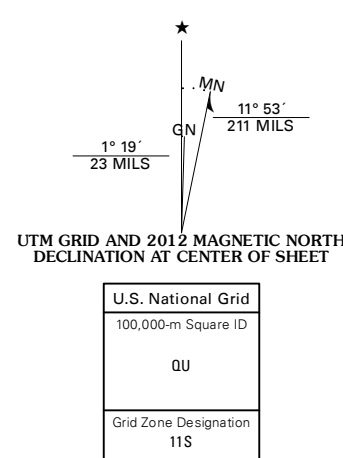 MN
GN
11° 53´
211 MILS
1° 19´
23 MILS
UTM GRID AND 2012 MAGNETIC NORTH
DECLINATION AT CENTER OF SHEET
U.S. National Grid
100,000-m Square ID
QU
Grid Zone Designation
11S